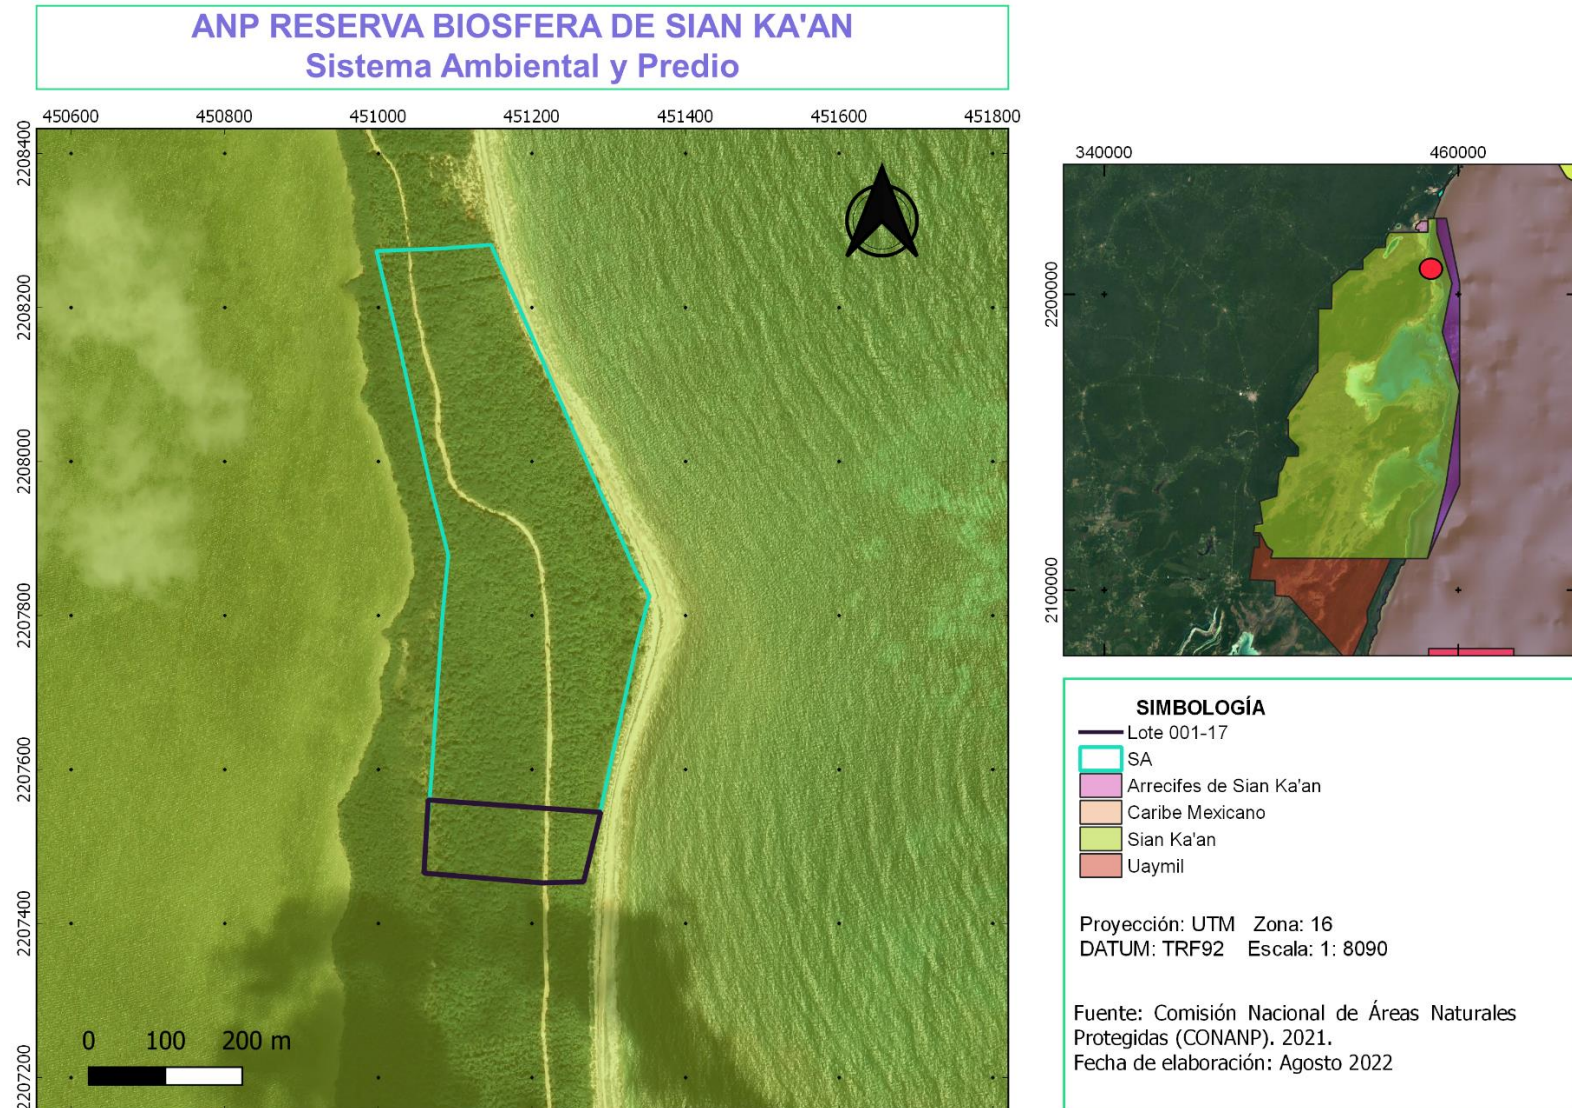 ANP RESERVA BIOSFERA DE SIAN KA'AN
Sistema Ambiental y Predio
450600 450800 451000 451200 451400 451600 451800
2208400
2208200
2208000
2207800
2207600
2207400
2207200
0 100 200 m
340000 460000
2200000
2100000
SIMBOLOGÍA
Lote 001-17
SA
Arrecifes de Sian Ka'an
Caribe Mexicano
Sian Ka'an
Uaymil
Proyección: UTM Zona: 16
DATUM: TRF92 Escala: 1: 8090
Fuente: Comisión Nacional de Áreas Naturales
Protegidas (CONANP). 2021.
Fecha de elaboración: Agosto 2022